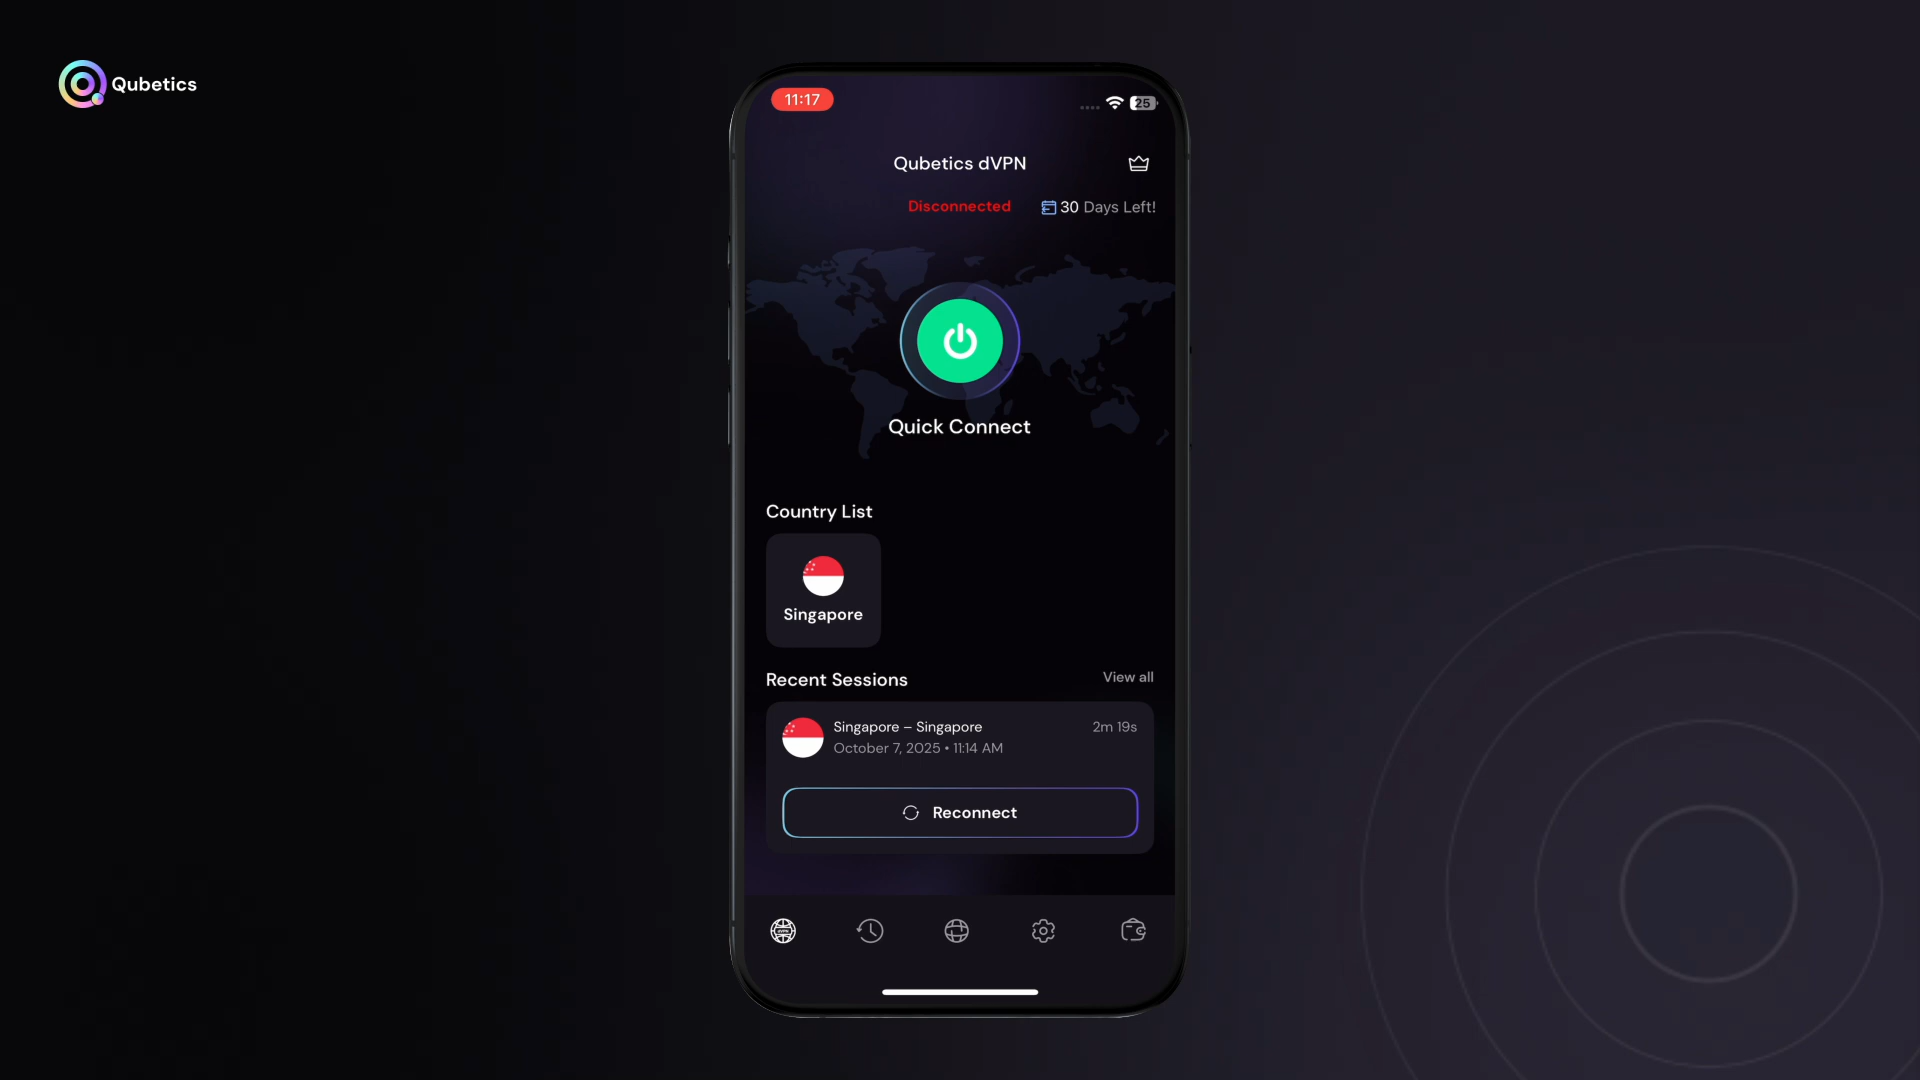 Qubetics
11:17
25
Qubetics dVPN
Disconnected
30 Days Left!
Quick Connect
Country List
Singapore
Recent Sessions
View all
Singapore – Singapore
2m 19s
October 7, 2025 • 11:14 AM
Reconnect